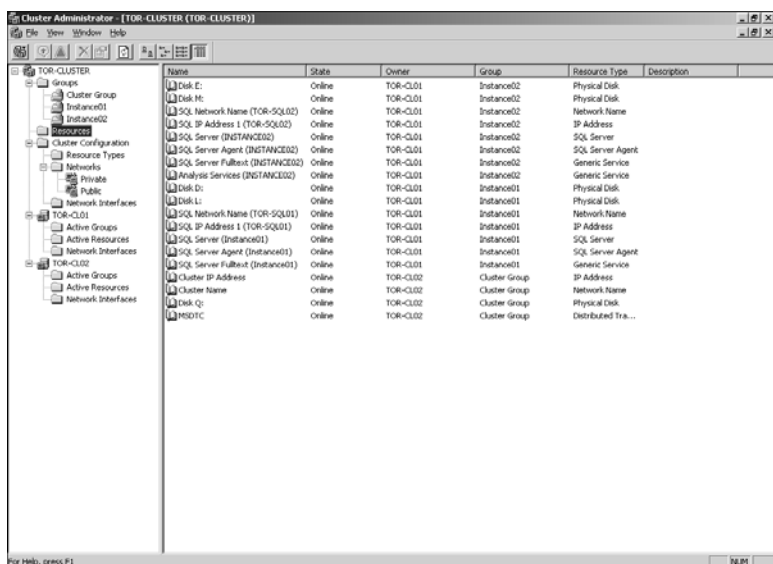 Cluster Administrator - [TOR-CLUSTER (TOR-CLUSTER)]
File View Window Help
TOR-CLUSTER
Groups
Cluster Group
Instance01
Instance02
Resources
Cluster Configuration
Resource Types
Networks
Private
Public
Network Interfaces
TOR-CL01
Active Groups
Active Resources
Network Interfaces
TOR-CL02
Active Groups
Active Resources
Network Interfaces
Name State Owner Group Resource Type Description
Disk E: Online TOR-CL01 Instance02 Physical Disk
Disk M: Online TOR-CL01 Instance02 Physical Disk
SQL Network Name (TOR-SQL02) Online TOR-CL01 Instance02 Network Name
SQL IP Address 1 (TOR-SQL02) Online TOR-CL01 Instance02 IP Address
SQL Server (INSTANCE02) Online TOR-CL01 Instance02 SQL Server
SQL Server Agent (INSTANCE02) Online TOR-CL01 Instance02 SQL Server Agent
SQL Server Fulltext (INSTANCE02) Online TOR-CL01 Instance02 Generic Service
Analysis Services (INSTANCE02) Online TOR-CL01 Instance02 Generic Service
Disk D: Online TOR-CL01 Instance01 Physical Disk
Disk L: Online TOR-CL01 Instance01 Physical Disk
SQL Network Name (TOR-SQL01) Online TOR-CL01 Instance01 Network Name
SQL IP Address 1 (TOR-SQL01) Online TOR-CL01 Instance01 IP Address
SQL Server (Instance01) Online TOR-CL01 Instance01 SQL Server
SQL Server Agent (Instance01) Online TOR-CL01 Instance01 SQL Server Agent
SQL Server Fulltext (Instance01) Online TOR-CL01 Instance01 Generic Service
Cluster IP Address Online TOR-CL02 Cluster Group IP Address
Cluster Name Online TOR-CL02 Cluster Group Network Name
Disk Q: Online TOR-CL02 Cluster Group Physical Disk
MSDTC Online TOR-CL02 Cluster Group Distributed Tra...
For Help, press F1
NUM